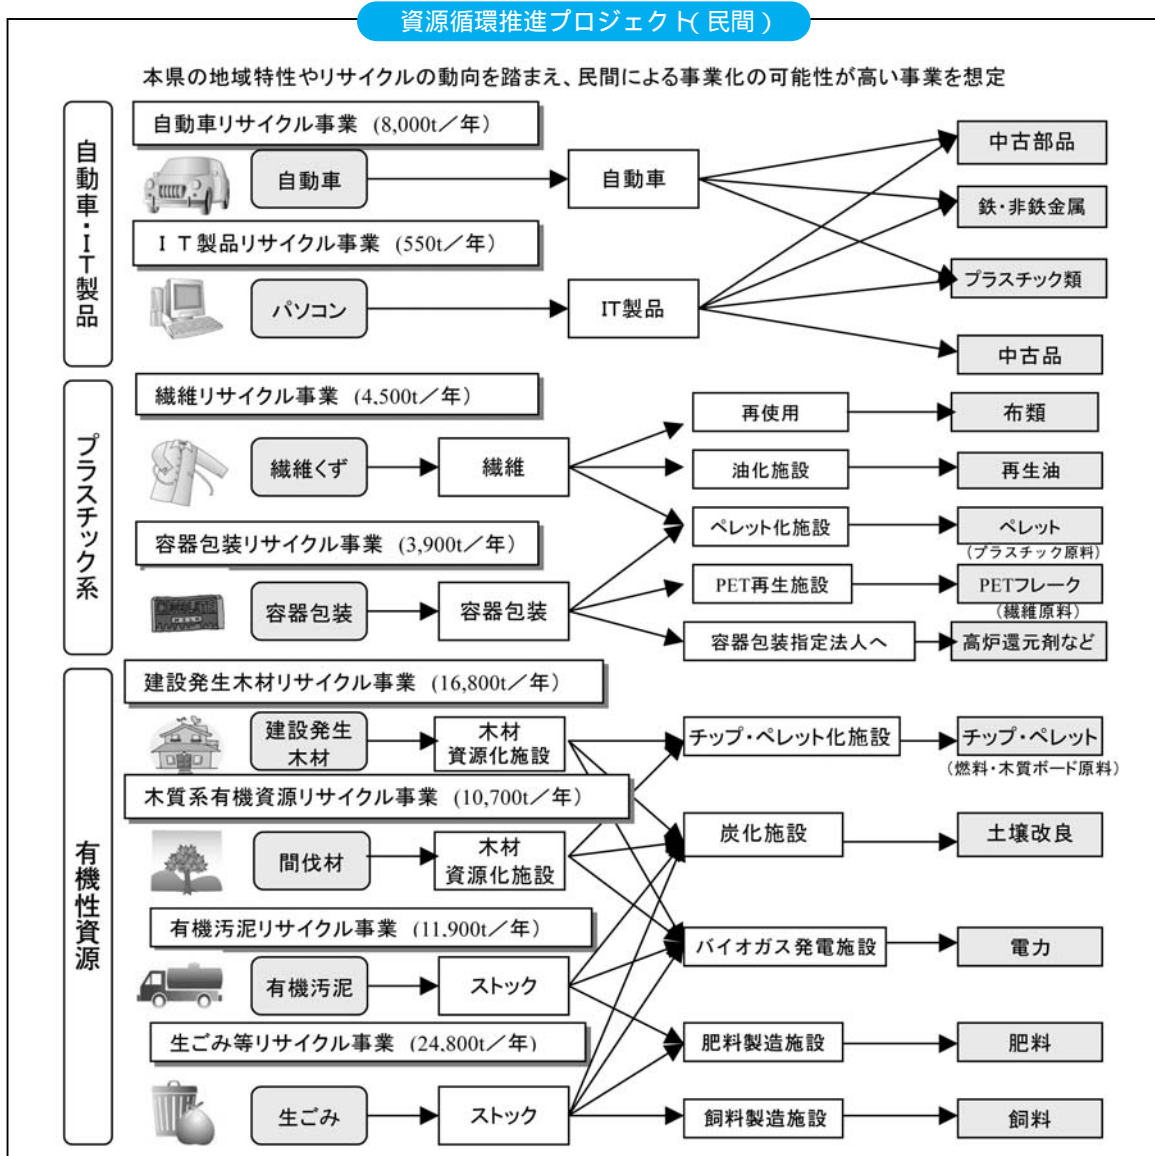 資源循環推進プロジェクト(民間)
本県の地域特性やリサイクルの動向を踏まえ、民間による事業化の可能性が高い事業を想定
自動車・IT製品
自動車リサイクル事業 (8,000t/年)
自動車
自動車
IT製品リサイクル事業 (550t/年)
パソコン
IT製品
中古部品
鉄・非鉄金属
プラスチック類
中古品
プラスチック系
繊維リサイクル事業 (4,500t/年)
繊維くず
繊維
容器包装リサイクル事業 (3,900t/年)
容器包装
容器包装
再使用
布類
油化施設
再生油
ペレット化施設
ペレット
(プラスチック原料)
PET再生施設
PETフレーク
(繊維原料)
容器包装指定法人へ
高炉還元剤など
有機性資源
建設発生木材リサイクル事業 (16,800t/年)
建設発生
木材
木材
資源化施設
木質系有機資源リサイクル事業 (10,700t/年)
間伐材
木材
資源化施設
有機汚泥リサイクル事業 (11,900t/年)
有機汚泥
ストック
生ごみ等リサイクル事業 (24,800t/年)
生ごみ
ストック
チップ・ペレット化施設
チップ・ペレット
(燃料・木質ボード原料)
炭化施設
土壌改良
バイオガス発電施設
電力
肥料製造施設
肥料
飼料製造施設
飼料